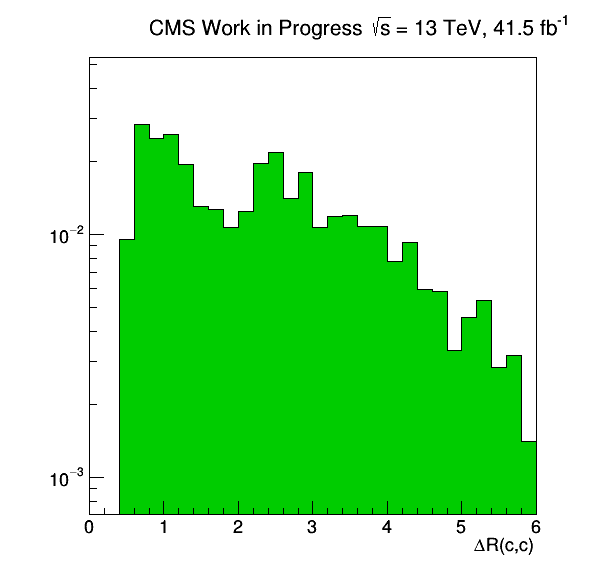 CMS Work in Progress √s = 13 TeV, 41.5 fb⁻¹
10⁻²
10⁻³
0 1 2 3 4 5 6
ΔR(c,c)